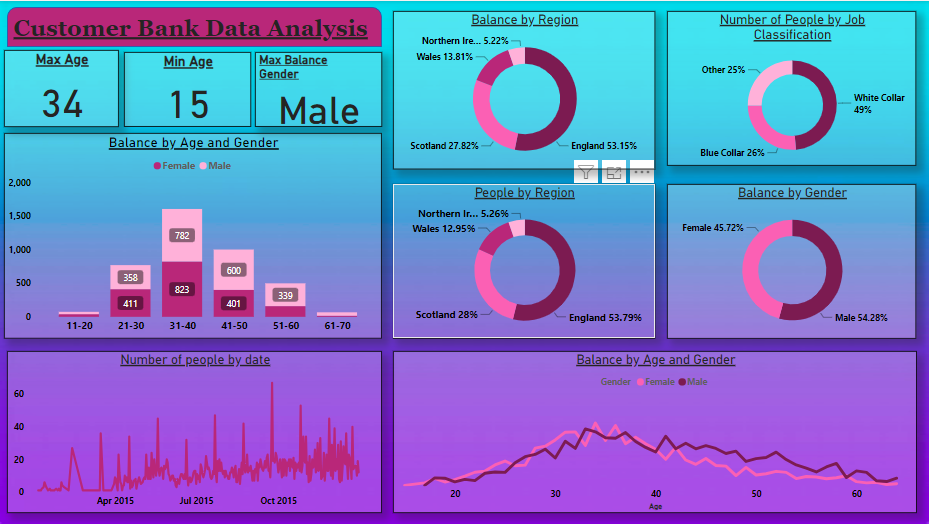 Customer Bank Data Analysis
Max Age
34
Min Age
15
Max Balance
Gender
Male
Balance by Age and Gender
Female Male
2,000
1,500
1,000
500
0
782
823
358
411
600
401
339
11-20 21-30 31-40 41-50 51-60 61-70
Balance by Region
Northern Ire... 5.22%
Wales 13.81%
Scotland 27.82%
England 53.15%
Number of People by Job
Classification
Other 25%
White Collar
49%
Blue Collar 26%
People by Region
Northern Ir... 5.26%
Wales 12.95%
Scotland 28%
England 53.79%
Balance by Gender
Female 45.72%
Male 54.28%
Number of people by date
60
40
20
0
Apr 2015 Jul 2015 Oct 2015
Balance by Age and Gender
Gender Female Male
20 30 40 50 60
Age